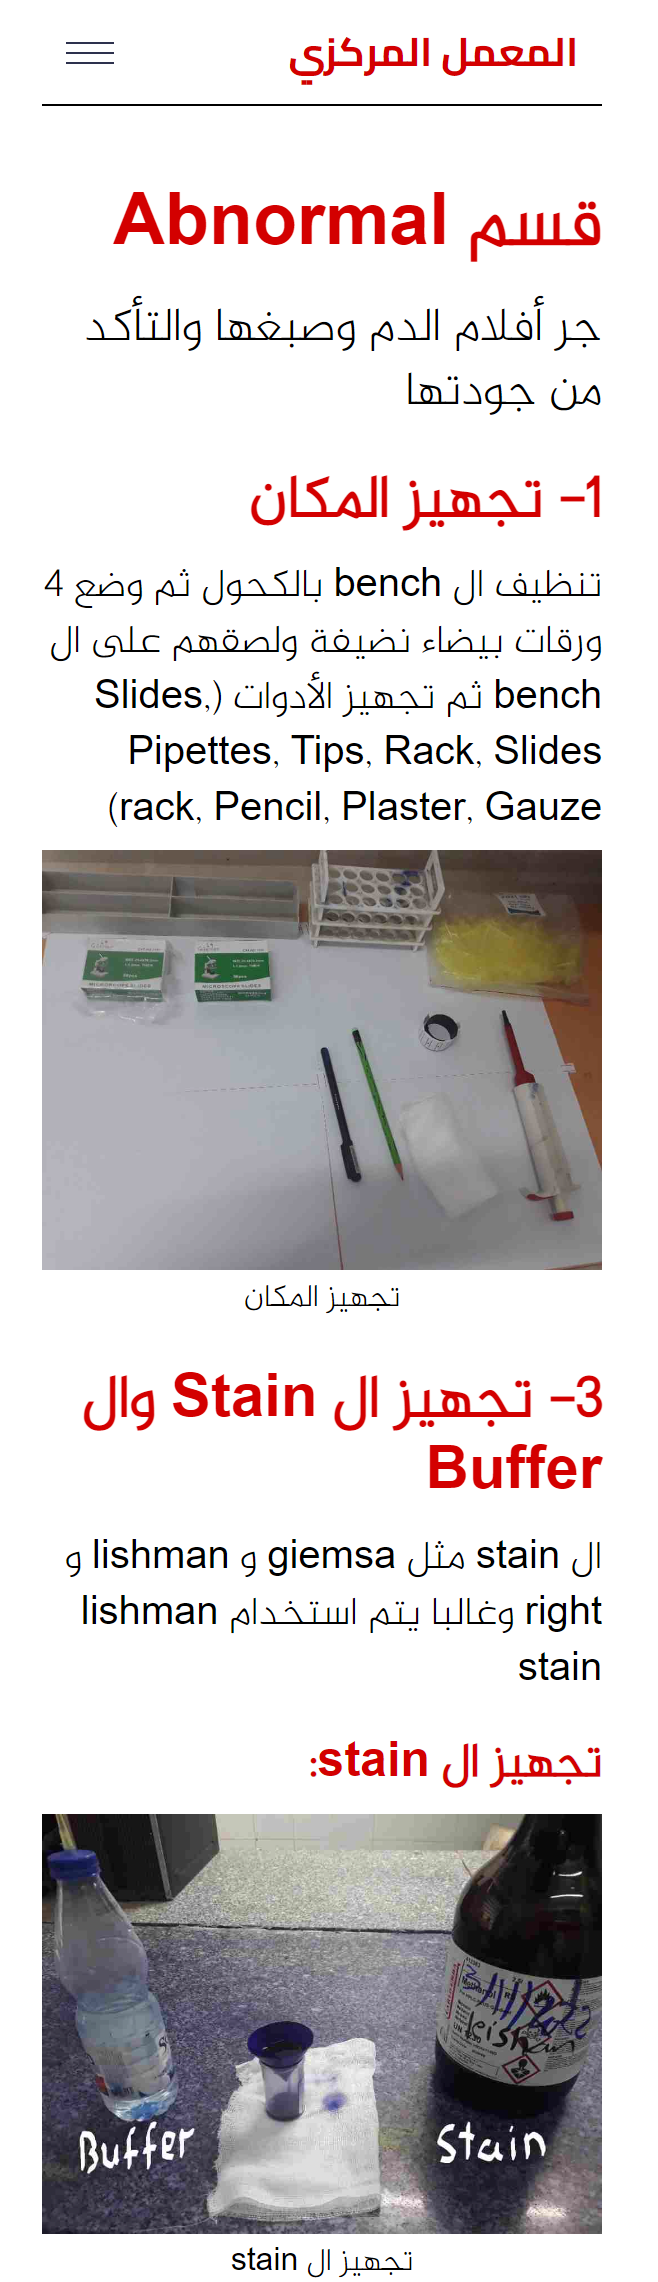 المعمل المركزي
قسم Abnormal
جر أفلام الدم وصبغها والتأكد
من جودتها
1- تجهيز المكان
تنظيف ال bench بالكحول ثم وضع 4
ورقات بيضاء نضيفة ولصقهم على ال
bench ثم تجهيز الأدوات (Slides,
Pipettes, Tips, Rack, Slides
rack, Pencil, Plaster, Gauze)
MICROSCOPE SLIDES
MICROSCOPE SLIDES
تجهيز المكان
3- تجهيز ال Stain وال
Buffer
ال stain مثل giemsa و lishman و
right وغالبا يتم استخدام lishman
stain
تجهيز ال stain:
Methanol
UN 1230
leishman
Buffer
Stain
تجهيز ال stain